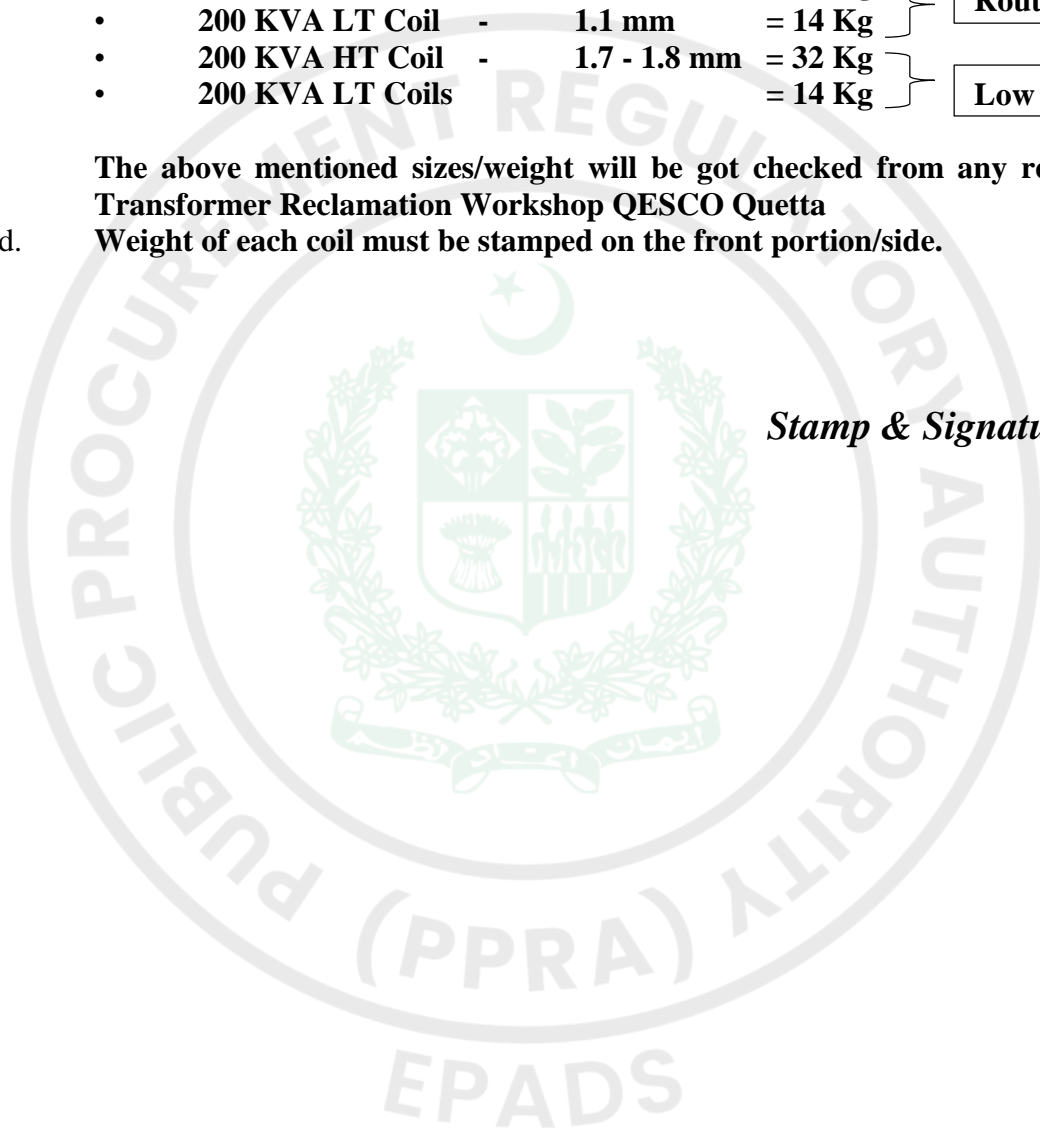 • 200 KVA LT Coil - 1.1 mm = 14 Kg
• 200 KVA HT Coil - 1.7 - 1.8 mm = 32 Kg
• 200 KVA LT Coils = 14 Kg
Low
The above mentioned sizes/weight will be got checked from any
Transformer Reclamation Workshop QESCO Quetta
d. Weight of each coil must be stamped on the front portion/side.
Stamp &
PUBLIC PROCUREMENT REGULATORY AUTHORITY
(PPRA)
EPADS